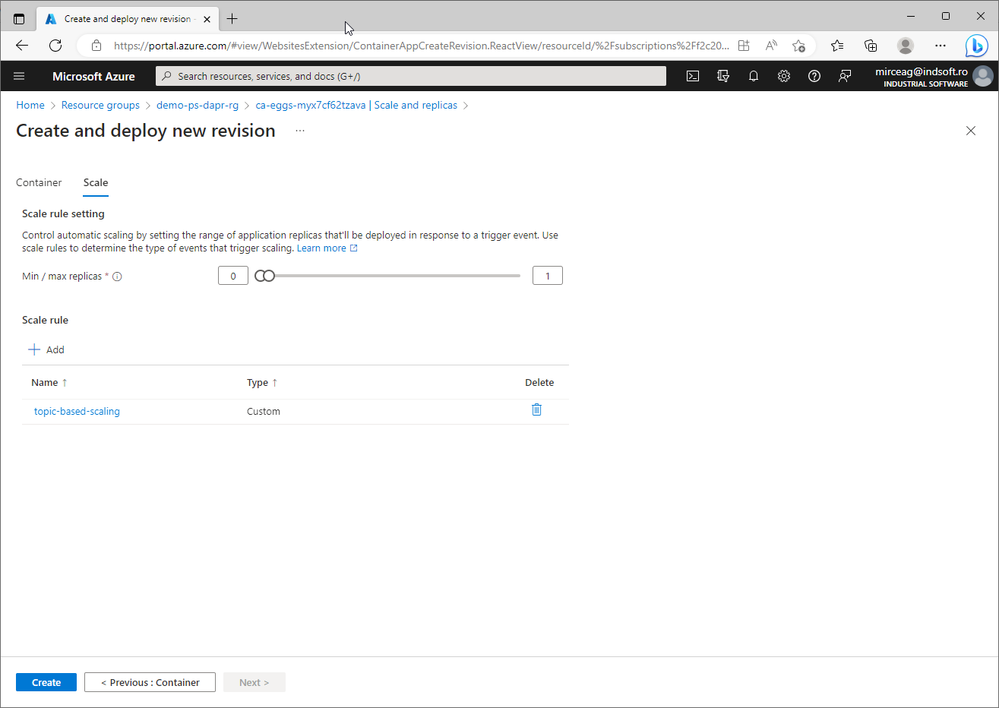 Create and deploy new revision -
https://portal.azure.com/#view/WebsitesExtension/ContainerAppCreateRevision.ReactView/resourceId/%2Fsubscriptions%2Ff2c20...
Microsoft Azure
Search resources, services, and docs (G+/)
mirceag@indsoft.ro
INDUSTRIAL SOFTWARE
Home > Resource groups > demo-ps-dapr-rg > ca-eggs-myx7cf62tzava | Scale and replicas >
Create and deploy new revision ...
Container Scale
Scale rule setting
Control automatic scaling by setting the range of application replicas that'll be deployed in response to a trigger event. Use
scale rules to determine the type of events that trigger scaling. Learn more
Min / max replicas * 0 1
Scale rule
+ Add
Name ↑ Type ↑ Delete
topic-based-scaling Custom
Create < Previous : Container Next >